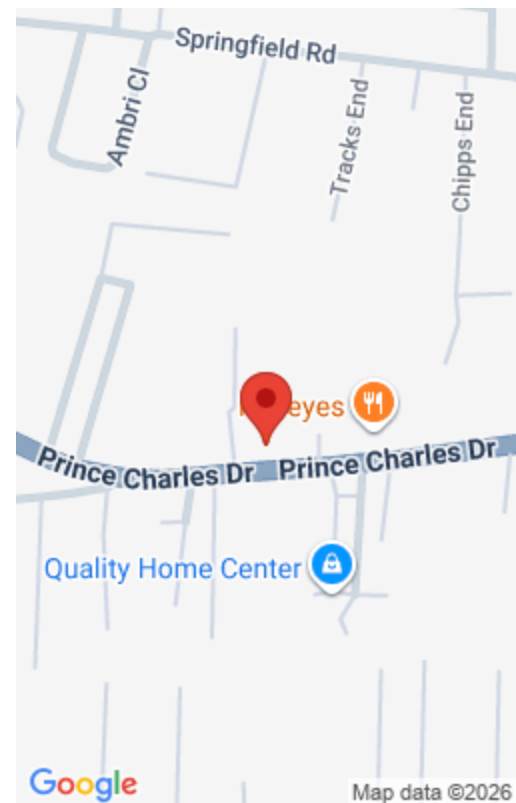 Springfield Rd
Ambri Cl
Tracks End
Chipps End
eyes
Prince Charles Dr
Prince Charles Dr
Quality Home Center
Google
Map data ©2026